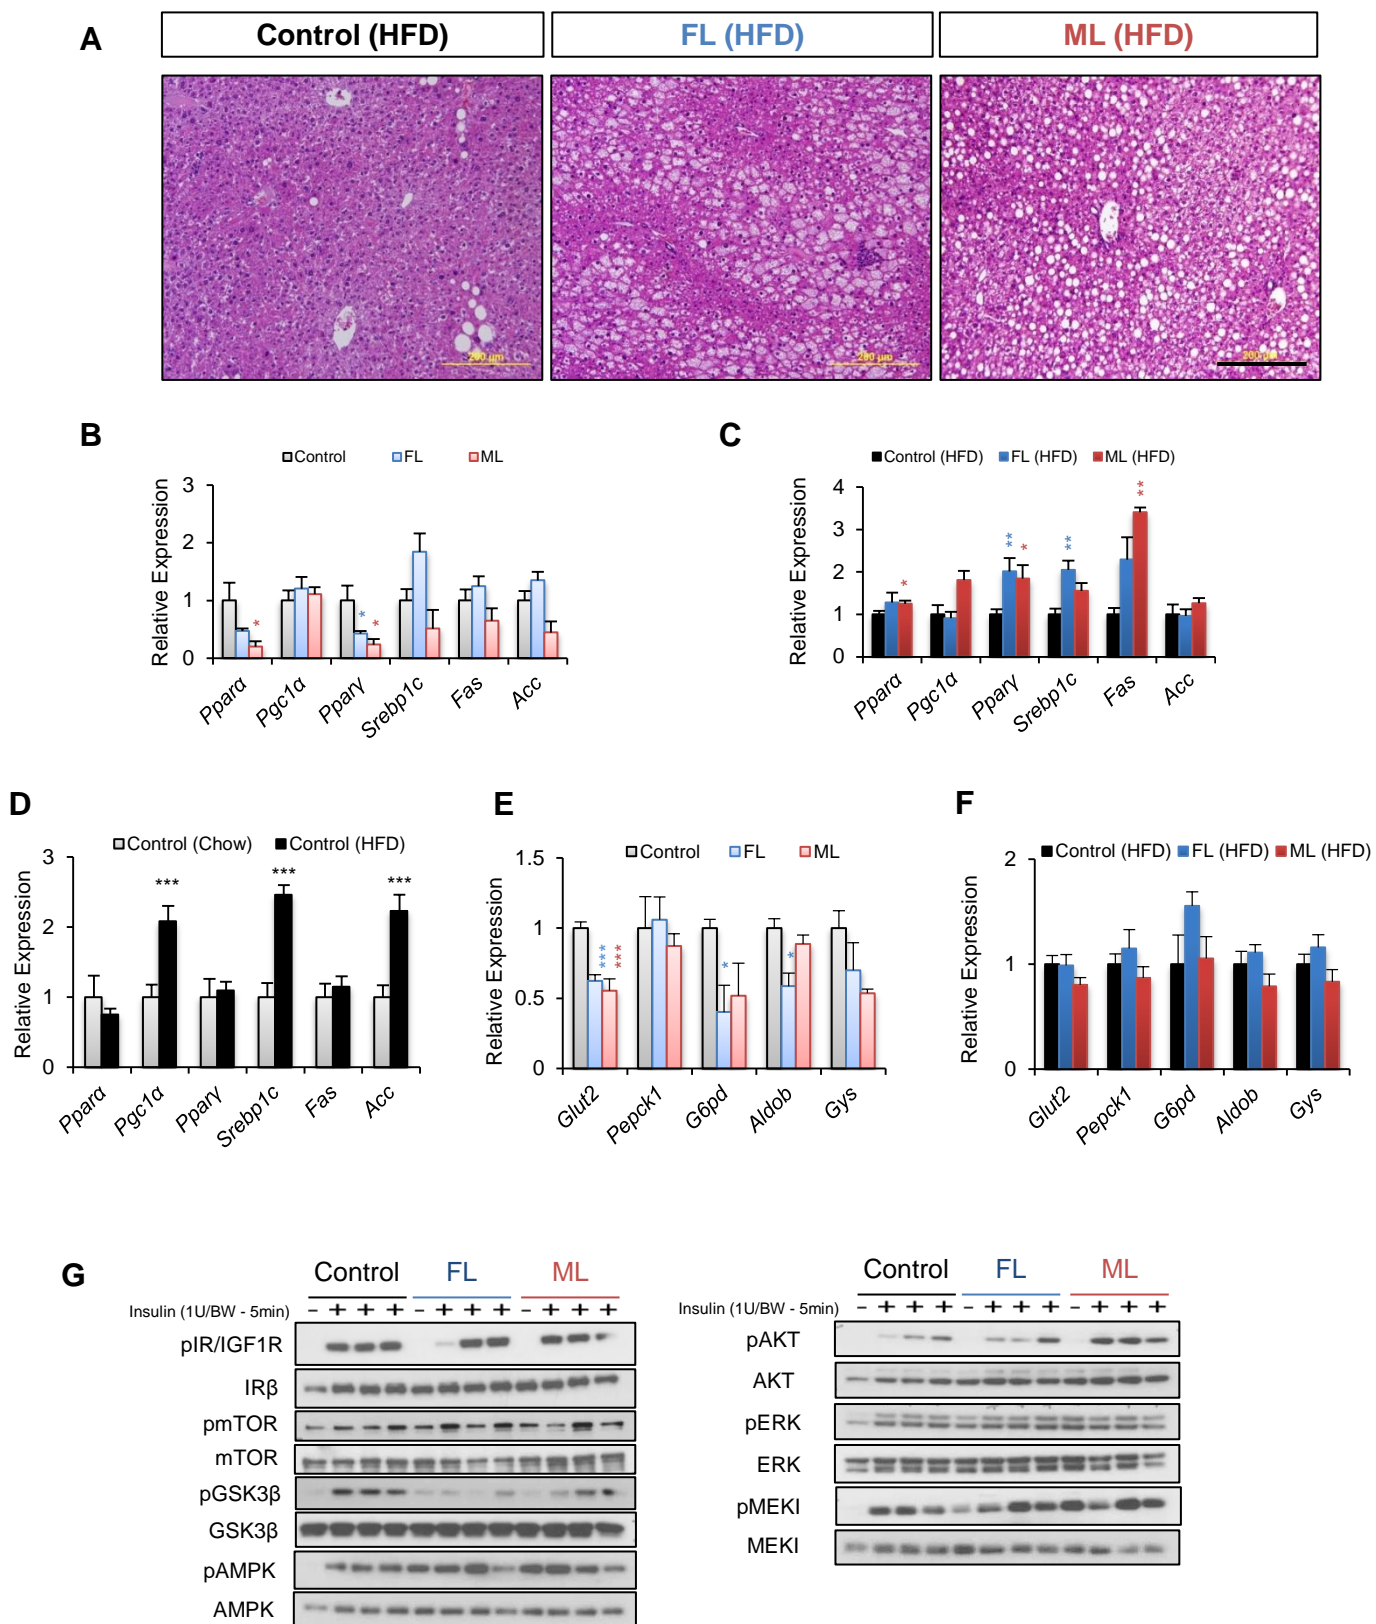 A
Control (HFD)
FL (HFD)
ML (HFD)
200 µm
200 µm
200 µm
B
Control FL ML
Relative Expression
3
2
1
0
* * *
Pparα Pgc1α Pparγ Srebp1c Fas Acc
C
Control (HFD) FL (HFD) ML (HFD)
Relative Expression
4
3
2
1
0
* ** * ** **
Pparα Pgc1α Pparγ Srebp1c Fas Acc
D
Control (Chow) Control (HFD)
Relative Expression
3
2
1
0
*** *** ***
Pparα Pgc1α Pparγ Srebp1c Fas Acc
E
Control FL ML
Relative Expression
1.5
1
0.5
0
*** *** * *
Glut2 Pepck1 G6pd Aldob Gys
F
Control (HFD) FL (HFD) ML (HFD)
Relative Expression
2
1
0
Glut2 Pepck1 G6pd Aldob Gys
G
Control FL ML
Insulin (1U/BW - 5min) - + + + - + + + - + + +
pIR/IGF1R
IRβ
pmTOR
mTOR
pGSK3β
GSK3β
pAMPK
AMPK
Control FL ML
Insulin (1U/BW - 5min) - + + + - + + + - + + +
pAKT
AKT
pERK
ERK
pMEKI
MEKI